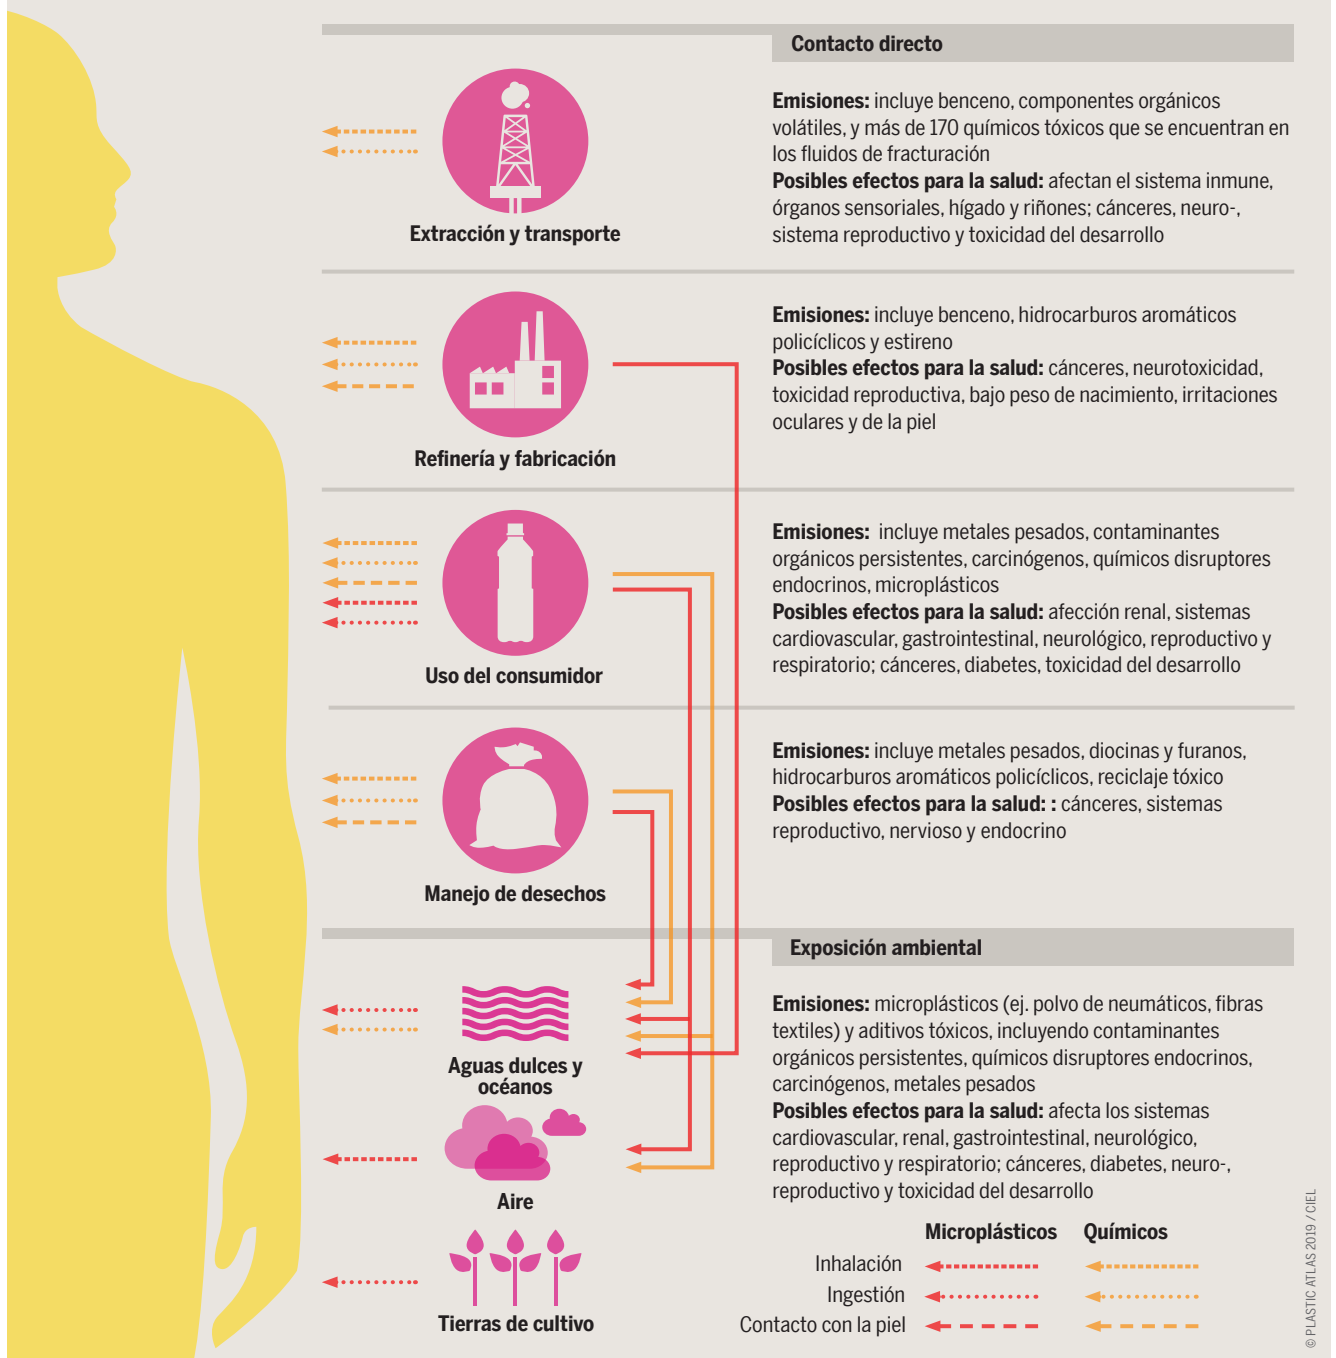 Contacto directo
Emisiones: incluye benceno, componentes orgánicos
volátiles, y más de 170 químicos tóxicos que se encuentran en
los fluidos de fracturación
Posibles efectos para la salud: afectan el sistema inmune,
órganos sensoriales, hígado y riñones; cánceres, neuro-,
sistema reproductivo y toxicidad del desarrollo
Extracción y transporte
Emisiones: incluye benceno, hidrocarburos aromáticos
policíclicos y estireno
Posibles efectos para la salud: cánceres, neurotoxicidad,
toxicidad reproductiva, bajo peso de nacimiento, irritaciones
oculares y de la piel
Refinería y fabricación
Emisiones: incluye metales pesados, contaminantes
orgánicos persistentes, carcinógenos, químicos disruptores
endocrinos, microplásticos
Posibles efectos para la salud: afección renal, sistemas
cardiovascular, gastrointestinal, neurológico, reproductivo y
respiratorio; cánceres, diabetes, toxicidad del desarrollo
Uso del consumidor
Emisiones: incluye metales pesados, diocinas y furanos,
hidrocarburos aromáticos policíclicos, reciclaje tóxico
Posibles efectos para la salud: : cánceres, sistemas
reproductivo, nervioso y endocrino
Manejo de desechos
Exposición ambiental
Emisiones: microplásticos (ej. polvo de neumáticos, fibras
textiles) y aditivos tóxicos, incluyendo contaminantes
orgánicos persistentes, químicos disruptores endocrinos,
carcinógenos, metales pesados
Posibles efectos para la salud: afecta los sistemas
cardiovascular, renal, gastrointestinal, neurológico,
reproductivo y respiratorio; cánceres, diabetes, neuro-,
reproductivo y toxicidad del desarrollo
Aguas dulces y
océanos
Aire
Tierras de cultivo
Microplásticos Químicos
Inhalación
Ingestión
Contacto con la piel
© PLASTIC ATLAS 2019 / CIEL